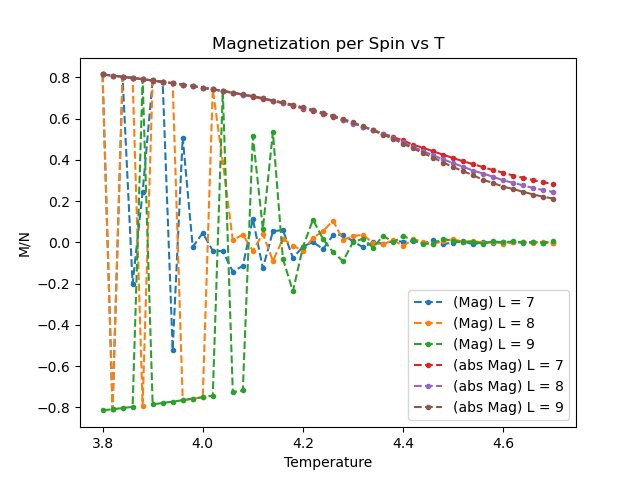 Magnetization per Spin vs T
M/N
0.8
0.6
0.4
0.2
0.0
−0.2
−0.4
−0.6
−0.8
3.8
4.0
4.2
4.4
4.6
Temperature
(Mag) L = 7
(Mag) L = 8
(Mag) L = 9
(abs Mag) L = 7
(abs Mag) L = 8
(abs Mag) L = 9